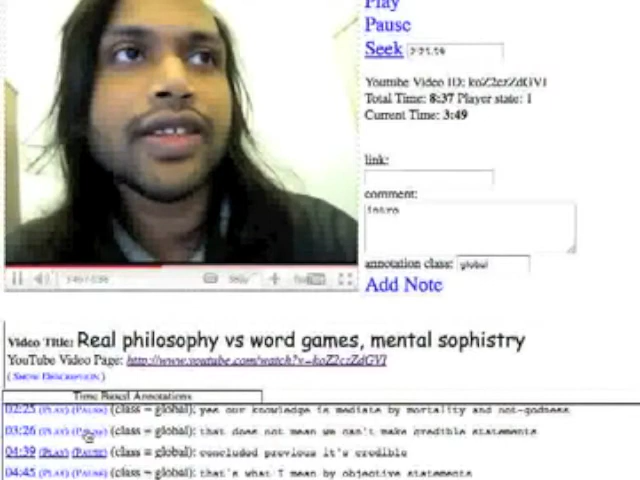 Play
Pause
Seek
Youtube Video ID: koZ2czZdGVI
Total Time: 8:37 Player state: 1
Current Time: 3:49
link:
comment:
intro
annotation class: global
Add Note
Video Title: Real philosophy vs word games, mental sophistry
YouTube Video Page: http://www.youtube.com/watch?v=koZ2czZdGVI
(Show Description)
Time Based Annotations
02:25 (Play) (Pause) (class = global): yes our knowledge is mediate by mortality and not-godness
03:26 (Play) (Pause) (class = global): that does not mean we can't make credible statements
04:39 (Play) (Pause) (class = global): concluded previous it's credible
04:45 (Play) (Pause) (class = global): that's what I mean by objective statements